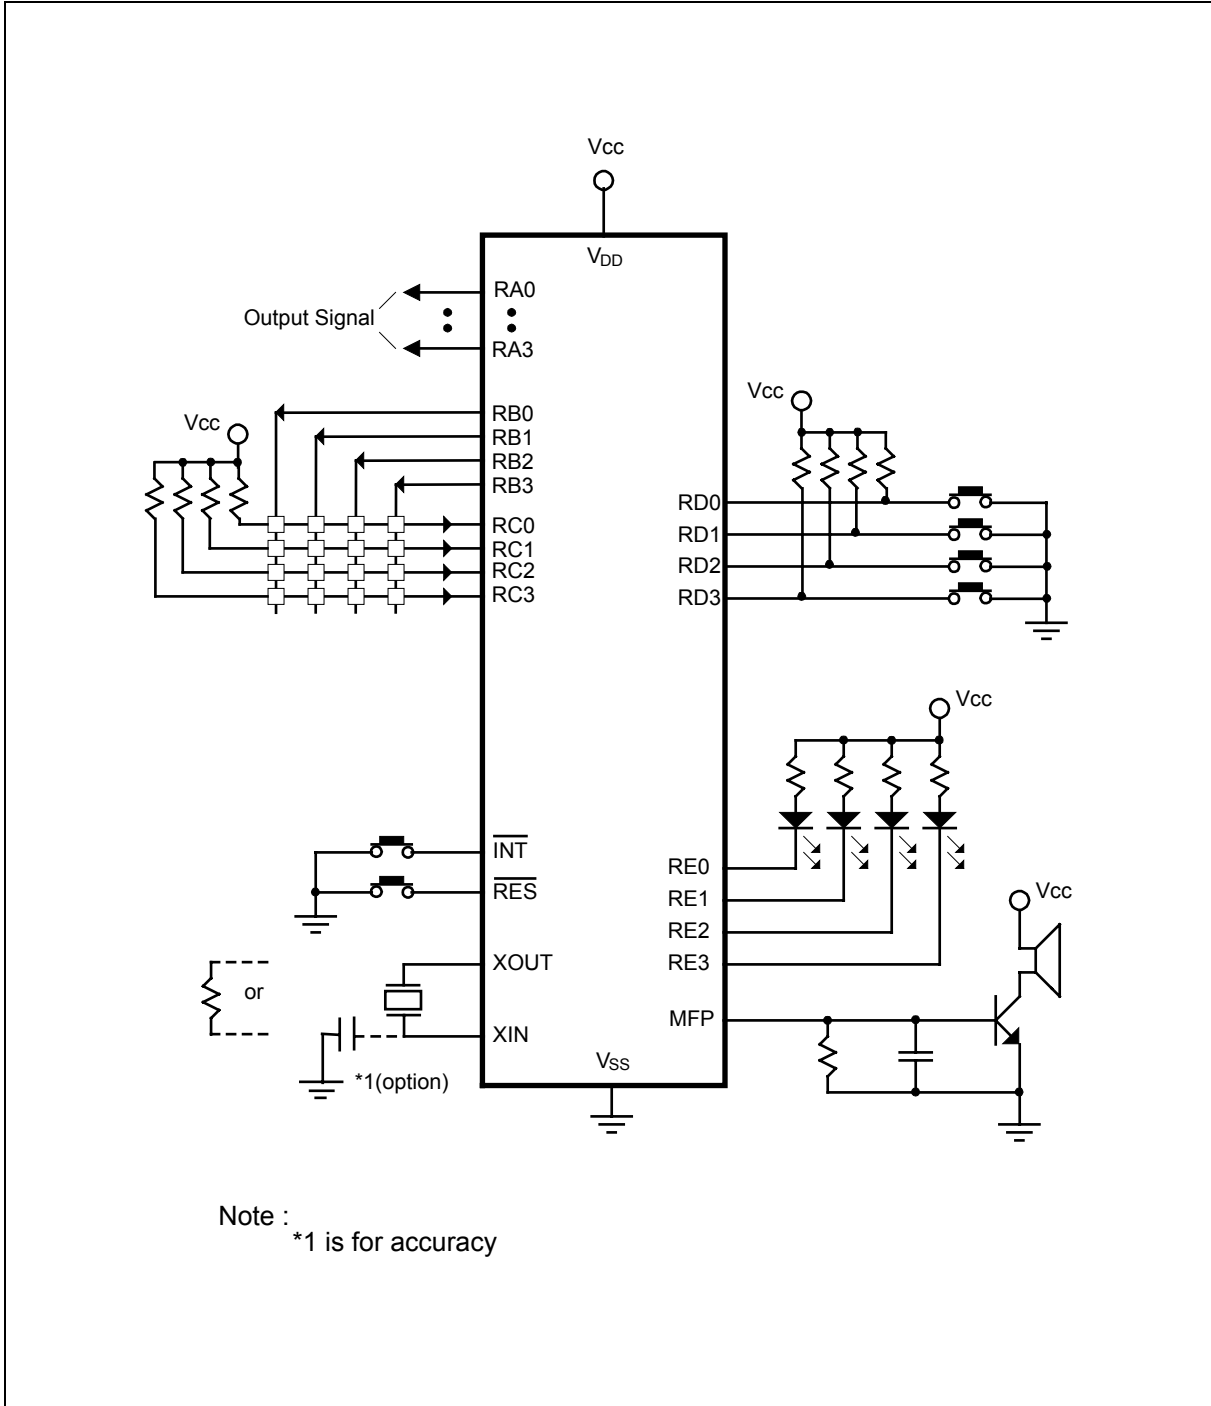 Vcc
VDD
RA0
Output Signal
RA3
RB0
RB1
RB2
RB3
Vcc
RC0
RC1
RC2
RC3
Vcc
RD0
RD1
RD2
RD3
Vcc
INT
RES
RE0
RE1
RE2
RE3
Vcc
XOUT
or
XIN
*1(option)
MFP
VSS
Note :
*1 is for accuracy